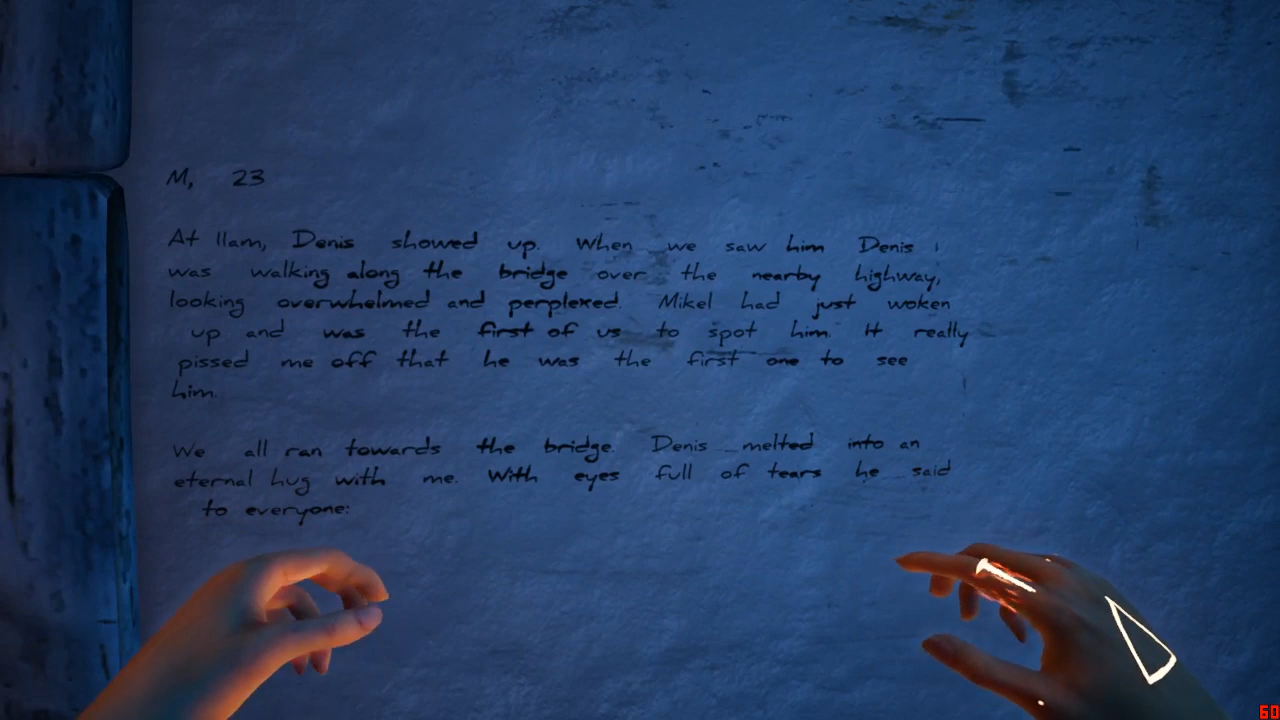 M, 23
At 11am, Denis showed up. When we saw him Denis
was walking along the bridge over the nearby highway,
looking overwhelmed and perplexed. Mikel had just woken
up and was the first of us to spot him. It really
pissed me off that he was the first one to see
him.
We all ran towards the bridge. Denis melted into an
eternal hug with me. With eyes full of tears he said
to everyone:
60